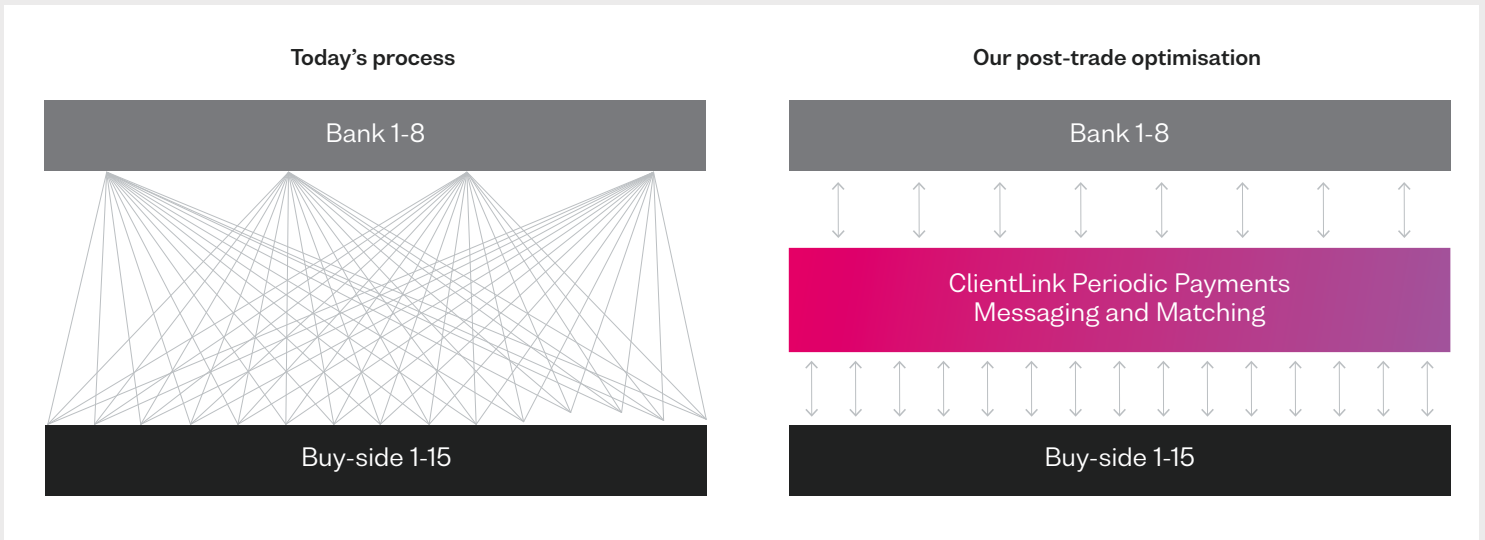 Today’s process
Bank 1-8
Buy-side 1-15
Our post-trade optimisation
Bank 1-8
ClientLink Periodic Payments
Messaging and Matching
Buy-side 1-15